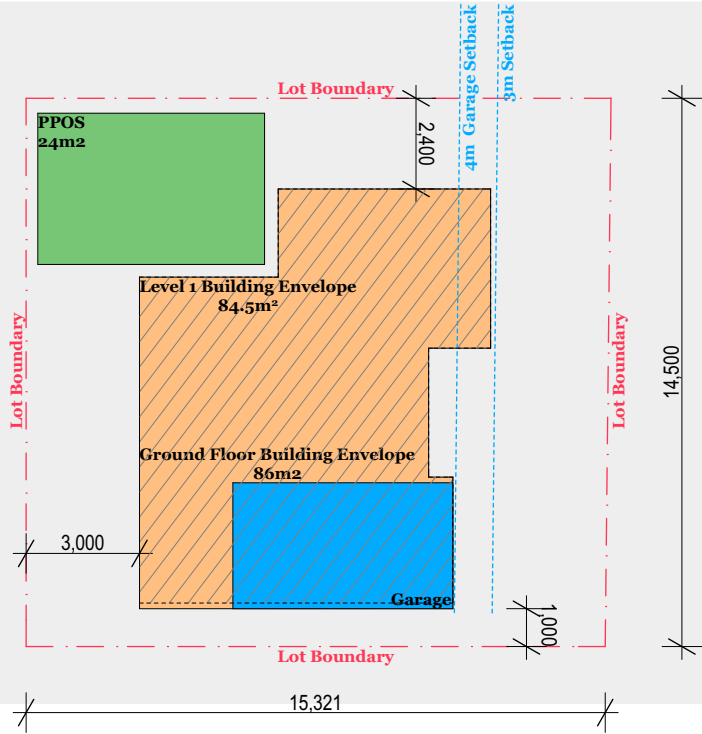 4m Garage Setback
3m Setback
Lot Boundary
PPOS
24m2
2,400
Level 1 Building Envelope
84.5m²
Lot Boundary
Lot Boundary
14,500
Ground Floor Building Envelope
86m2
3,000
Garage
1,000
Lot Boundary
15,321